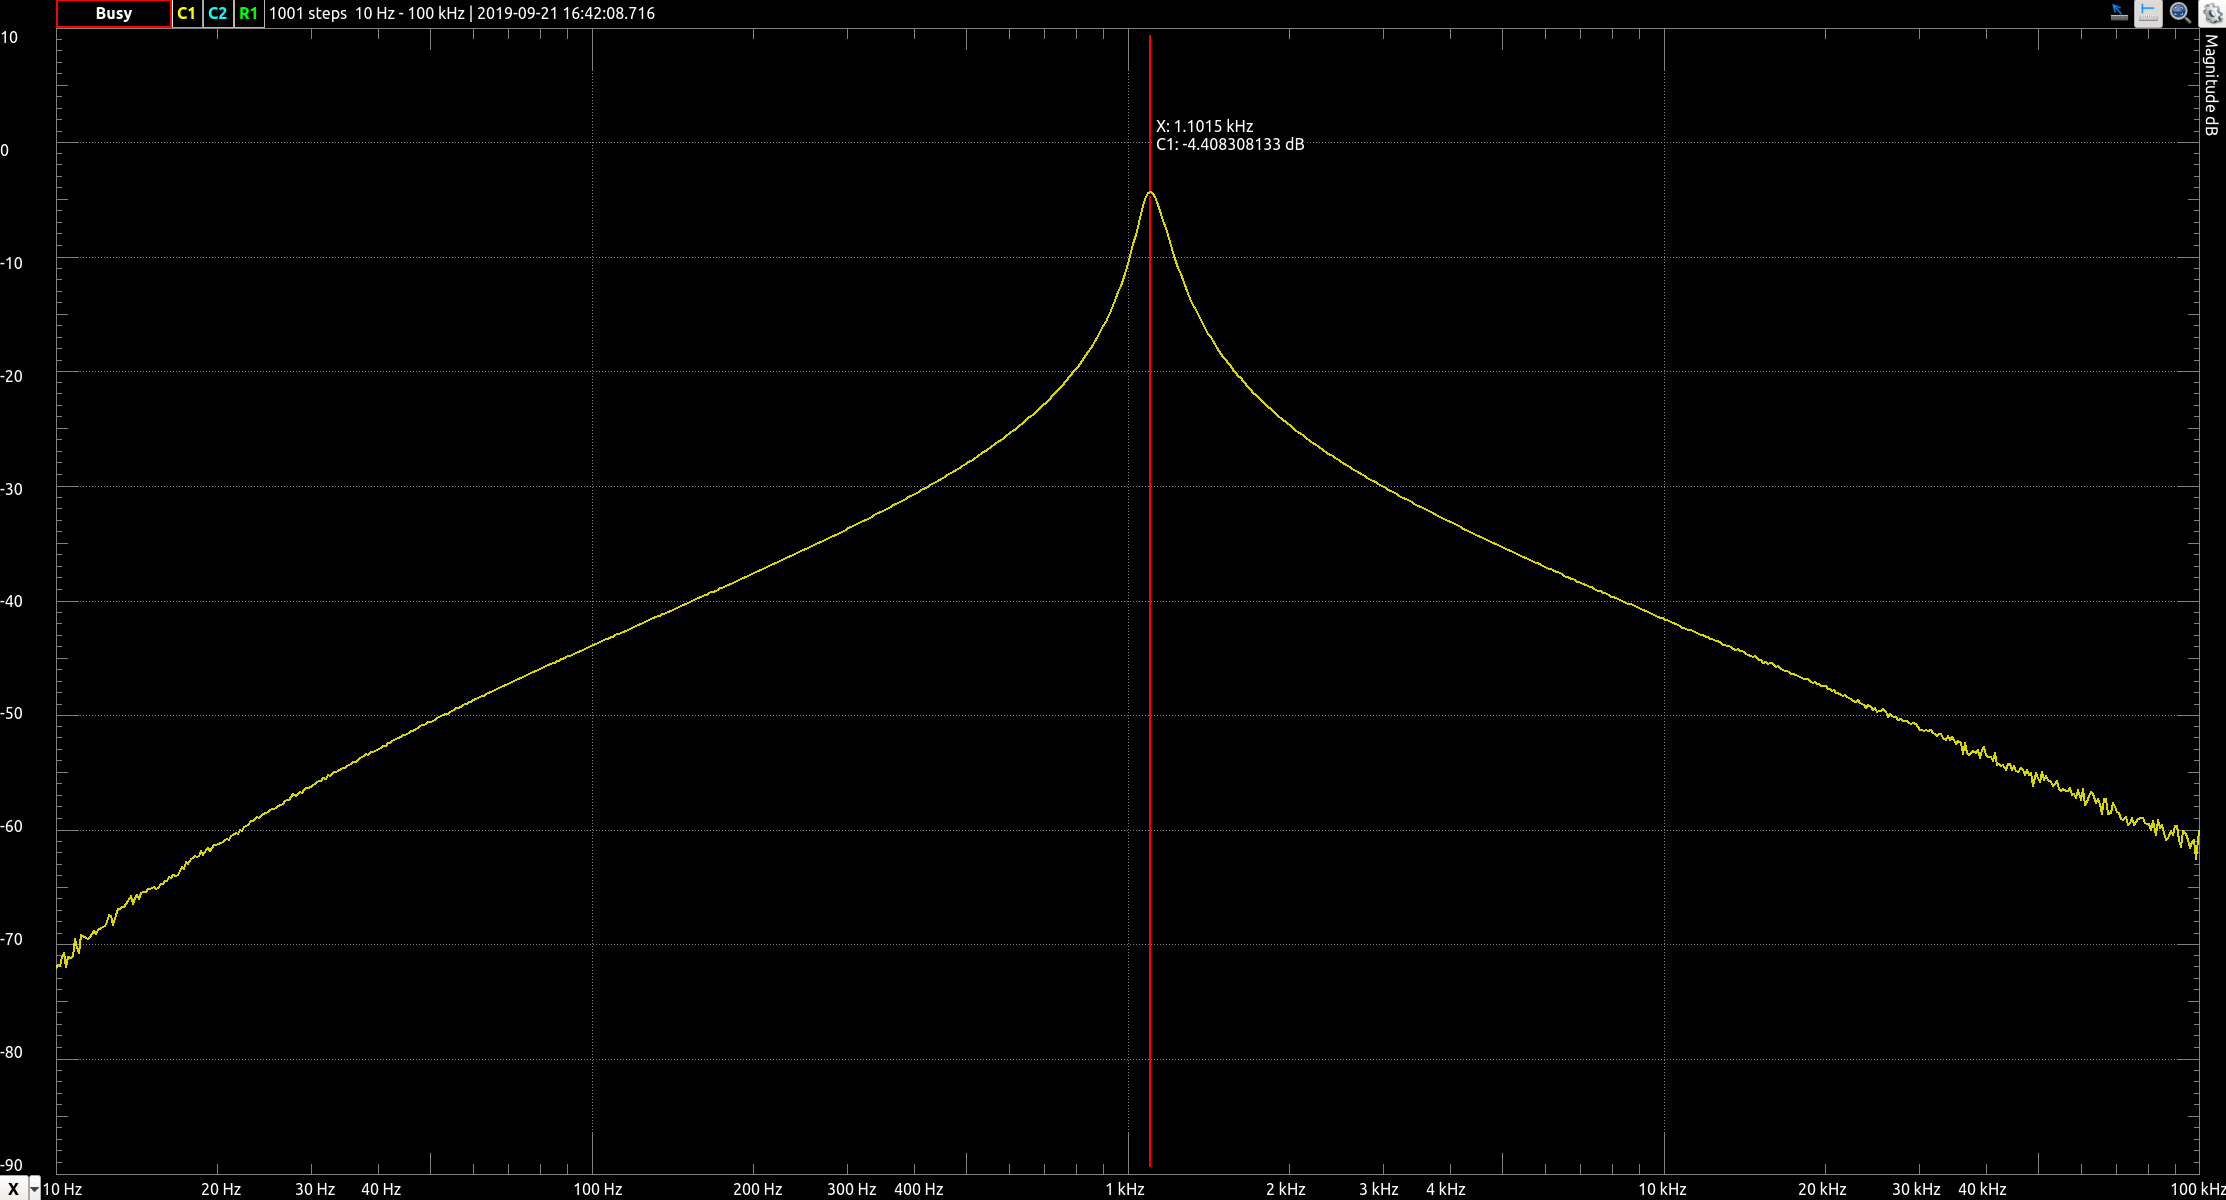 Busy C1 C2 R1 1001 steps 10 Hz - 100 kHz | 2019-09-21 16:42:08.716
Magnitude dB
X: 1.1015 kHz
C1: -4.408308133 dB
10
0
-10
-20
-30
-40
-50
-60
-70
-80
-90
X 10 Hz 20 Hz 30 Hz 40 Hz 100 Hz 200 Hz 300 Hz 400 Hz 1 kHz 2 kHz 3 kHz 4 kHz 10 kHz 20 kHz 30 kHz 40 kHz 100 kHz